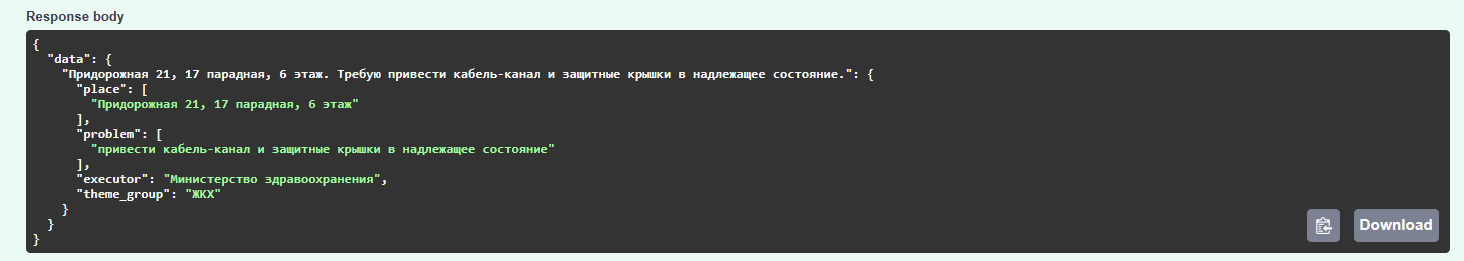 Response body
{
"data": {
"Придорожная 21, 17 парадная, 6 этаж. Требую привести кабель-канал и защитные крышки в надлежащее состояние.": {
"place": [
"Придорожная 21, 17 парадная, 6 этаж"
],
"problem": [
"привести кабель-канал и защитные крышки в надлежащее состояние"
],
"executor": "Министерство здравоохранения",
"theme_group": "ЖКХ"
}
}
}
Download